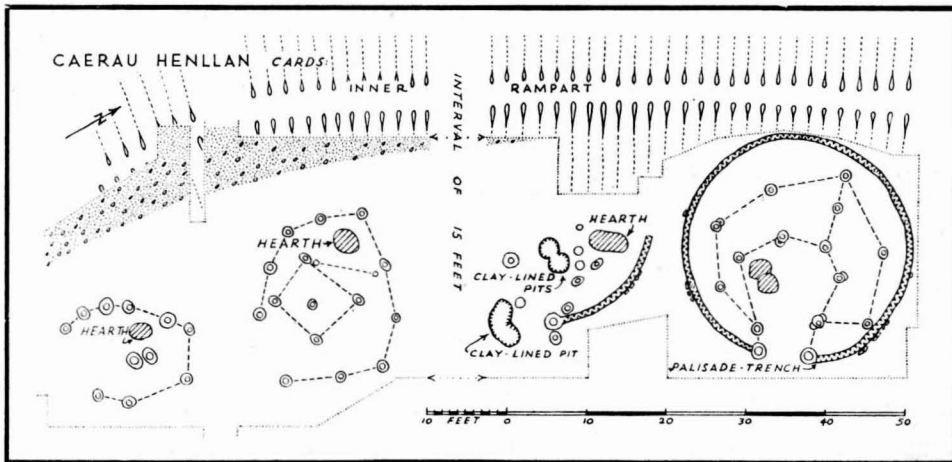 CAERAU HENLLAN CARDS:
INNER
RAMPART
INTERVAL OF 15 FEET
N
HEARTH
HEARTH
HEARTH
CLAY-LINED
PITS
CLAY-LINED PIT
PALISADE-TRENCH
10 FEET 0 10 20 30 40 50